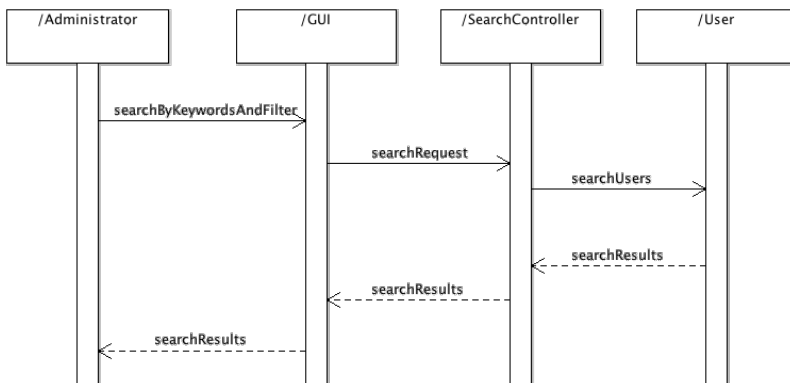 /Administrator
/GUI
/SearchController
/User
searchByKeywordsAndFilter
searchRequest
searchUsers
searchResults
searchResults
searchResults